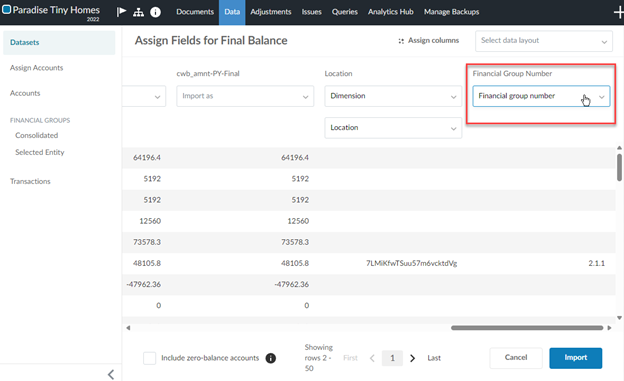 Paradise Tiny Homes
2022
Documents Data Adjustments Issues Queries Analytics Hub Manage Backups
Datasets
Assign Accounts
Accounts
FINANCIAL GROUPS
Consolidated
Selected Entity
Transactions
Assign Fields for Final Balance
Assign columns
Select data layout
cwb_amnt-PY-Final Location Financial Group Number
Import as Dimension Financial group number
Location
64196.4 64196.4
5192 5192
5192 5192
12560 12560
73578.3 73578.3
48105.8 48105.8 7LMiKfwTSuu57m6vcktdVg 2.1.1
-47962.36 -47962.36
0 0
Include zero-balance accounts
Showing
rows 2 -
50
First 1 Last
Cancel Import